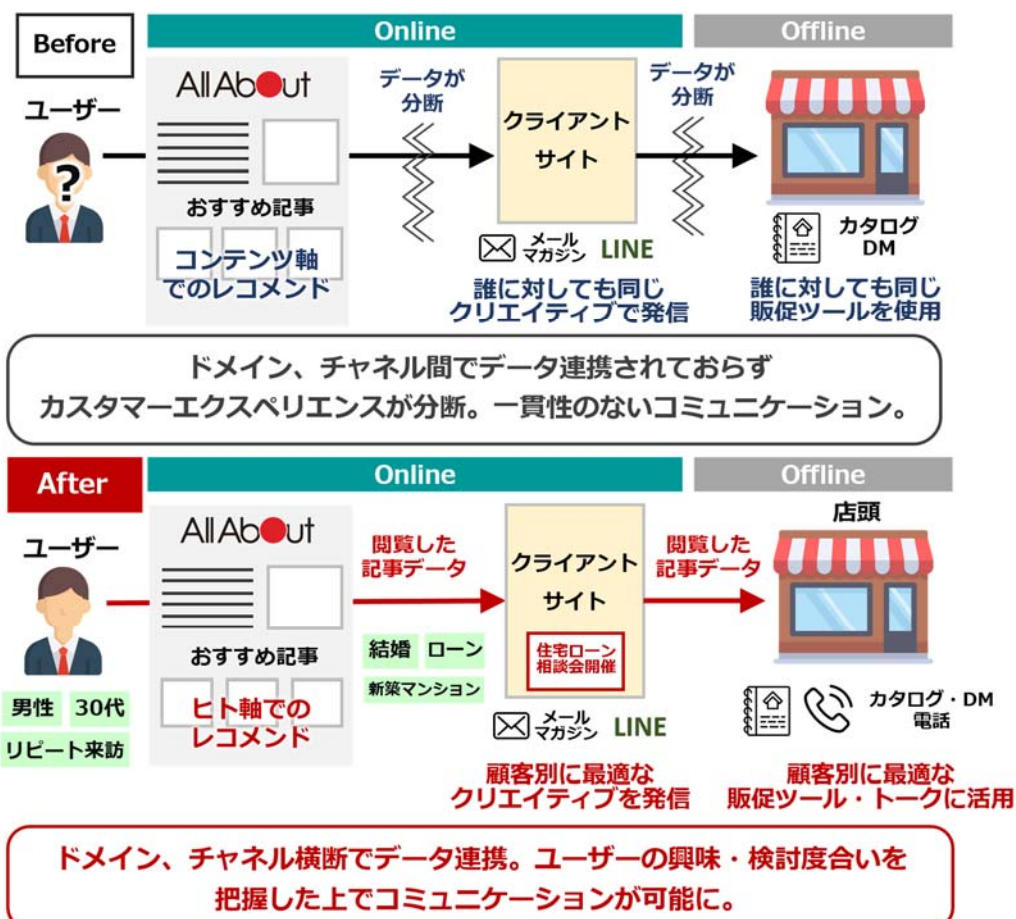 Before
Online
Offline
ユーザー
?
AllAbout
おすすめ記事
コンテンツ軸
でのレコメンド
データが
分断
クライアント
サイト
メール
マガジン
LINE
誰に対しても同じ
クリエイティブで発信
データが
分断
カタログ
DM
誰に対しても同じ
販促ツールを使用
ドメイン、チャネル間でデータ連携されておらず
カスタマーエクスペリエンスが分断。一貫性のないコミュニケーション。
After
Online
Offline
ユーザー
男性
30代
リピート来訪
AllAbout
おすすめ記事
ヒト軸での
レコメンド
閲覧した
記事データ
結婚
ローン
新築マンション
クライアント
サイト
住宅ローン
相談会開催
メール
マガジン
LINE
顧客別に最適な
クリエイティブを発信
閲覧した
記事データ
店頭
カタログ・DM
電話
顧客別に最適な
販促ツール・トークに活用
ドメイン、チャネル横断でデータ連携。ユーザーの興味・検討度合いを
把握した上でコミュニケーションが可能に。